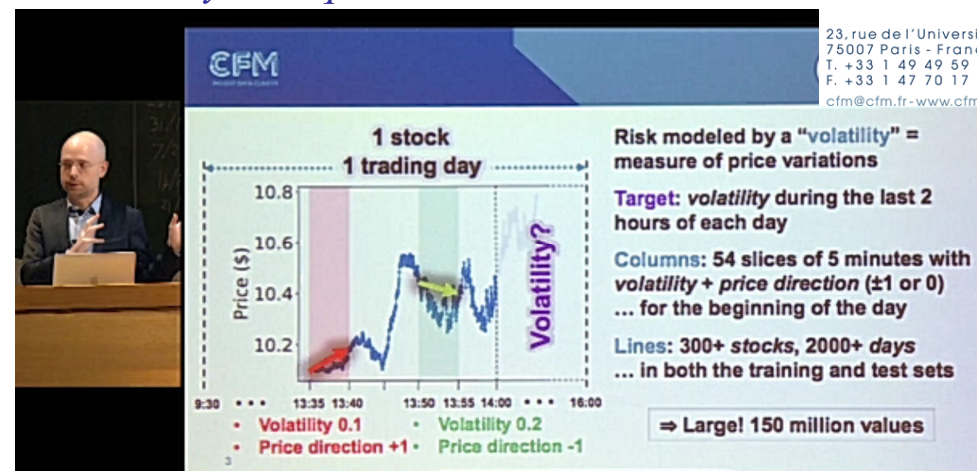 CFM
23, rue de l'Universi
75007 Paris - Fran
T. +33 1 49 49 59
F. +33 1 47 70 17
cfm@cfm.fr - www.cfm
1 stock
1 trading day
Price ($)
10.8
10.6
10.4
10.2
Volatility?
9:30 • • • 13:35 13:40 13:50 13:55 14:00 • • • 16:00
• Volatility 0.1
• Price direction +1
• Volatility 0.2
• Price direction -1
3
Risk modeled by a “volatility” =
measure of price variations
Target: volatility during the last 2
hours of each day
Columns: 54 slices of 5 minutes with
volatility + price direction (±1 or 0)
... for the beginning of the day
Lines: 300+ stocks, 2000+ days
... in both the training and test sets
⇒ Large! 150 million values